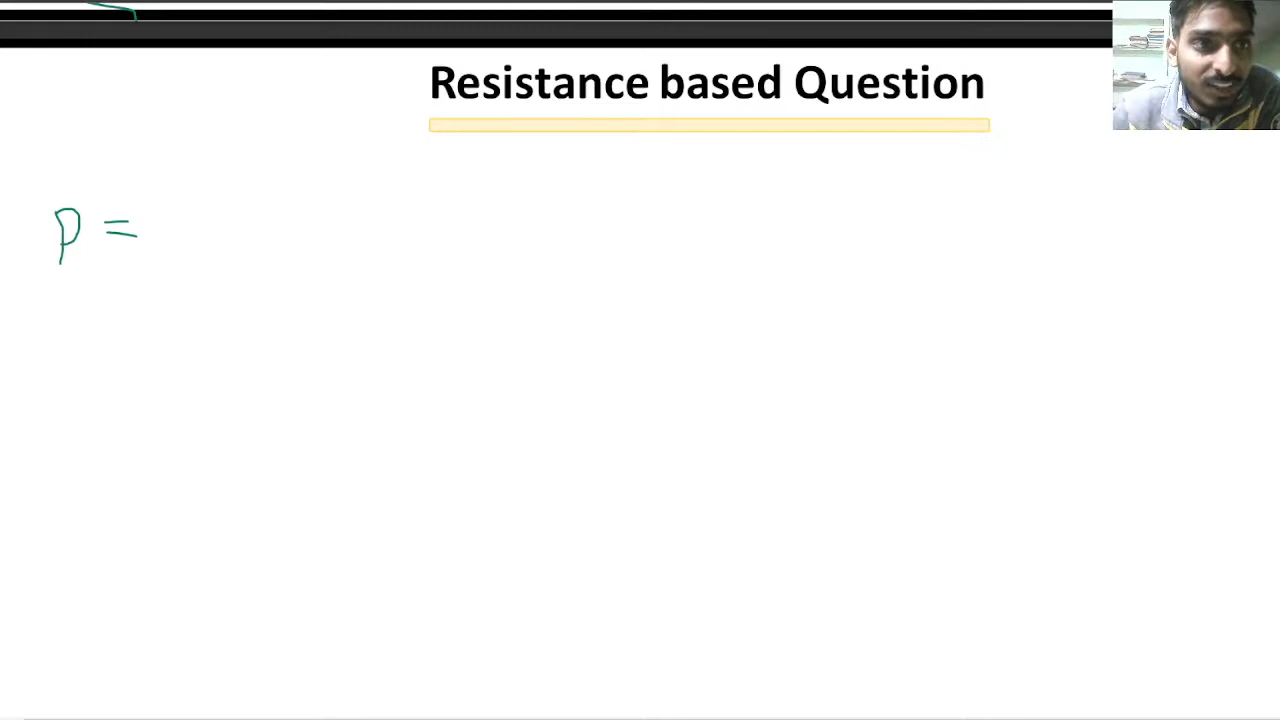 Resistance based Question
P =